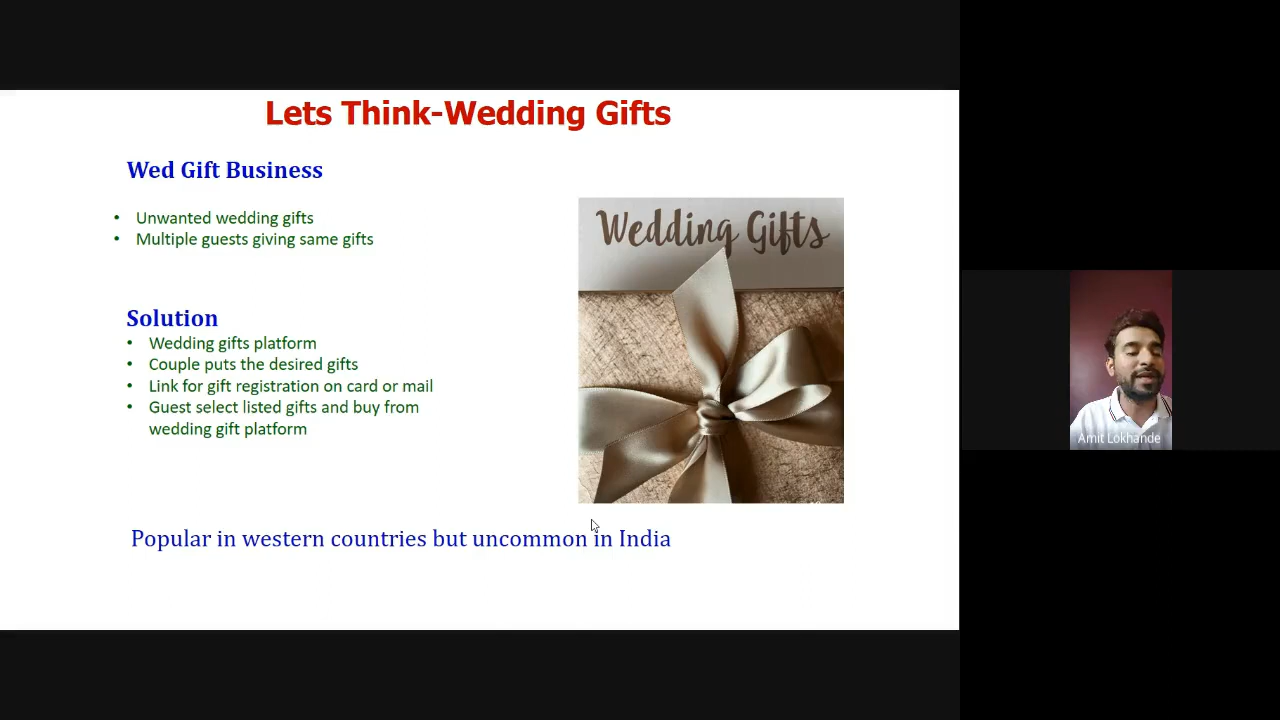 Lets Think-Wedding Gifts
Wed Gift Business
• Unwanted wedding gifts
• Multiple guests giving same gifts
Wedding Gifts
Solution
• Wedding gifts platform
• Couple puts the desired gifts
• Link for gift registration on card or mail
• Guest select listed gifts and buy from
wedding gift platform
Popular in western countries but uncommon in India
Amit Lokhande